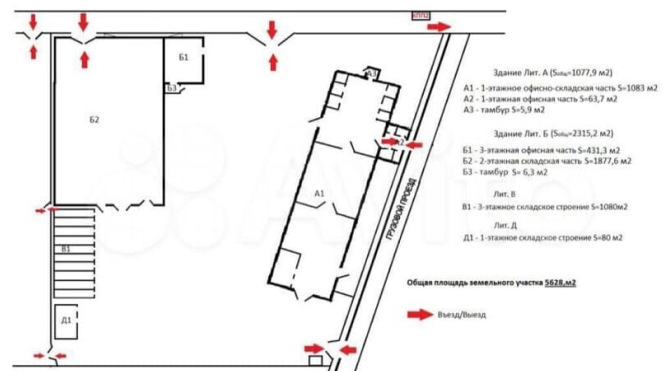 КПП
Б1
Б3
Б2
А3
А2
А1
В1
Д1
ГРУЗОВОЙ ПРОЕЗД
Здание Лит. А (Sобщ=1077,9 м2)
А1 - 1-этажное офисно-складская часть S=1083 м2
А2 - 1-этажная офисная часть S=63,7 м2
А3 - тамбур S=5,9 м2
Здание Лит. Б (Sобщ=2315,2 м2)
Б1 - 3-этажная офисная часть S=431,3 м2
Б2 - 2-этажная складская часть S=1877,6 м2
Б3 - тамбур S= 6,3 м2
Лит. В
В1 - 3-этажное складское строение S=1080м2
Лит. Д
Д1 - 1-этажное складское строение S=80 м2
Общая площадь земельного участка 5628,м2
Въезд/Выезд
Avito